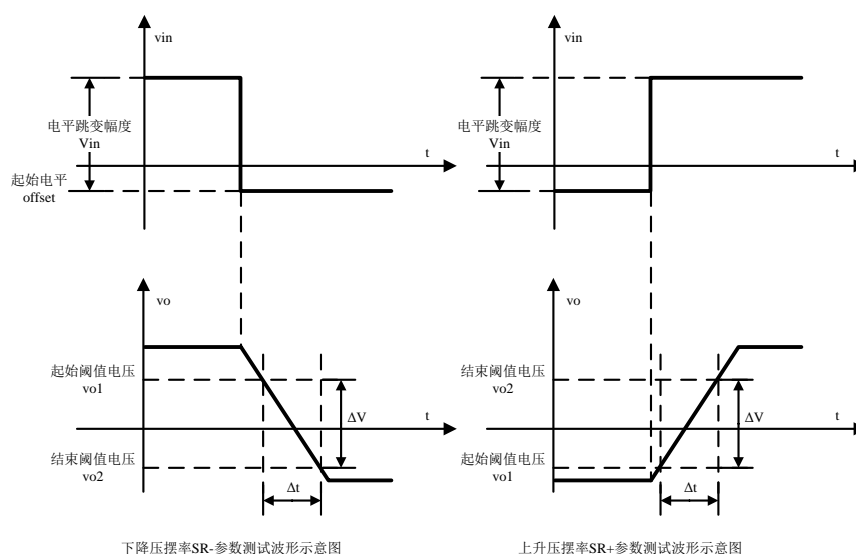 vin
电平跳变幅度
Vin
t
起始电平
offset
vin
电平跳变幅度
Vin
t
vo
起始阈值电压
vo1
ΔV
t
结束阈值电压
vo2
Δt
下降压摆率SR-参数测试波形示意图
vo
结束阈值电压
vo2
ΔV
t
起始阈值电压
vo1
Δt
上升压摆率SR+参数测试波形示意图